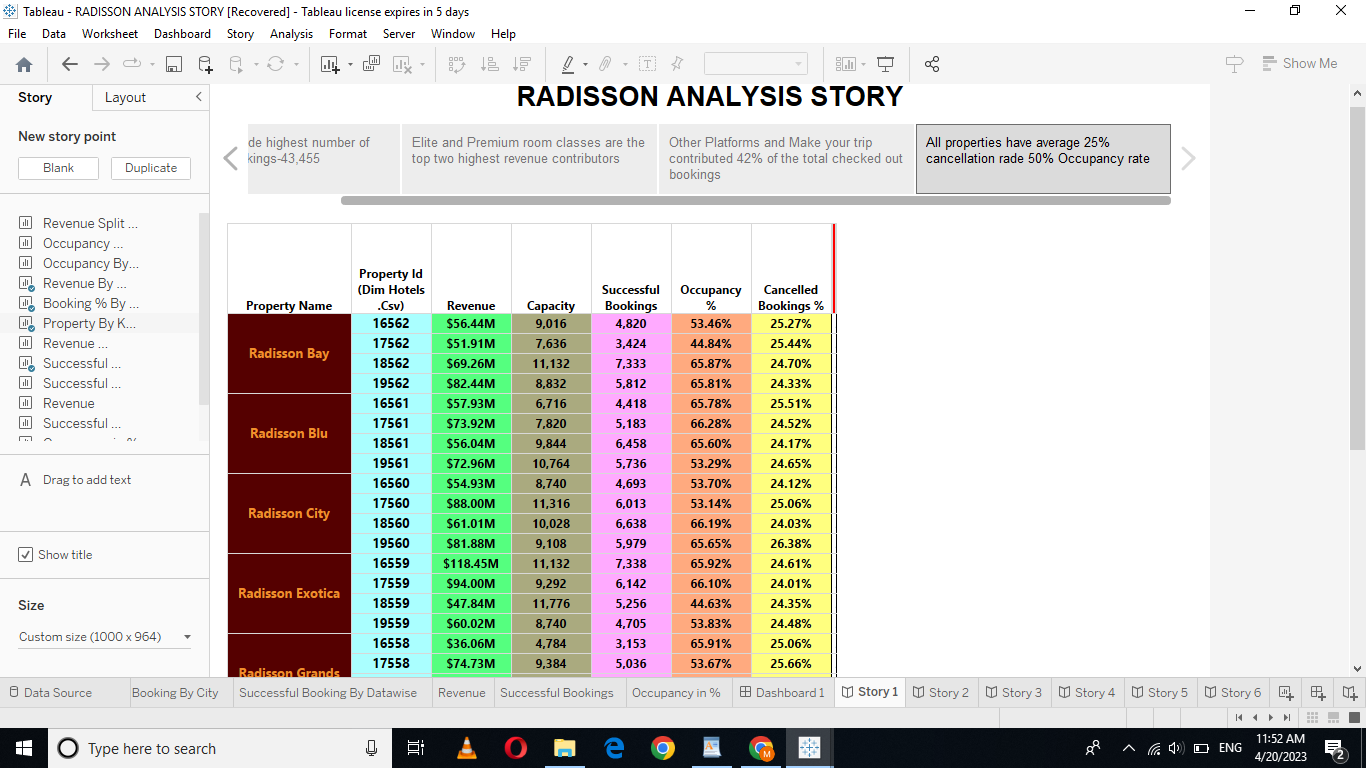 Tableau - RADISSON ANALYSIS STORY [Recovered] - Tableau license expires in 5 days
File Data Worksheet Dashboard Story Analysis Format Server Window Help
Show Me
Story Layout
New story point
Blank Duplicate
Revenue Split ...
Occupancy ...
Occupancy By...
Revenue By ...
Booking % By ...
Property By K...
Revenue ...
Successful ...
Successful ...
Revenue
Successful ...
A Drag to add text
Show title
Size
Custom size (1000 x 964)
RADISSON ANALYSIS STORY
de highest number of
kings-43,455
Elite and Premium room classes are the
top two highest revenue contributors
Other Platforms and Make your trip
contributed 42% of the total checked out
bookings
All properties have average 25%
cancellation rade 50% Occupancy rate
Property Name Property Id (Dim Hotels .Csv) Revenue Capacity Successful Bookings Occupancy % Cancelled Bookings %
Radisson Bay
16562 $56.44M 9,016 4,820 53.46% 25.27%
17562 $51.91M 7,636 3,424 44.84% 25.44%
18562 $69.26M 11,132 7,333 65.87% 24.70%
19562 $82.44M 8,832 5,812 65.81% 24.33%
Radisson Blu
16561 $57.93M 6,716 4,418 65.78% 25.51%
17561 $73.92M 7,820 5,183 66.28% 24.52%
18561 $56.04M 9,844 6,458 65.60% 24.17%
19561 $72.96M 10,764 5,736 53.29% 24.65%
Radisson City
16560 $54.93M 8,740 4,693 53.70% 24.12%
17560 $88.00M 11,316 6,013 53.14% 25.06%
18560 $61.01M 10,028 6,638 66.19% 24.03%
19560 $81.88M 9,108 5,979 65.65% 26.38%
Radisson Exotica
16559 $118.45M 11,132 7,338 65.92% 24.61%
17559 $94.00M 9,292 6,142 66.10% 24.01%
18559 $47.84M 11,776 5,256 44.63% 24.35%
19559 $60.02M 8,740 4,705 53.83% 24.48%
Radisson Grands
16558 $36.06M 4,784 3,153 65.91% 25.06%
17558 $74.73M 9,384 5,036 53.67% 25.66%
Data Source Booking By City Successful Booking By Datawise Revenue Successful Bookings Occupancy in % Dashboard 1 Story 1 Story 2 Story 3 Story 4 Story 5 Story 6
Type here to search
ENG
11:52 AM
4/20/2023
2